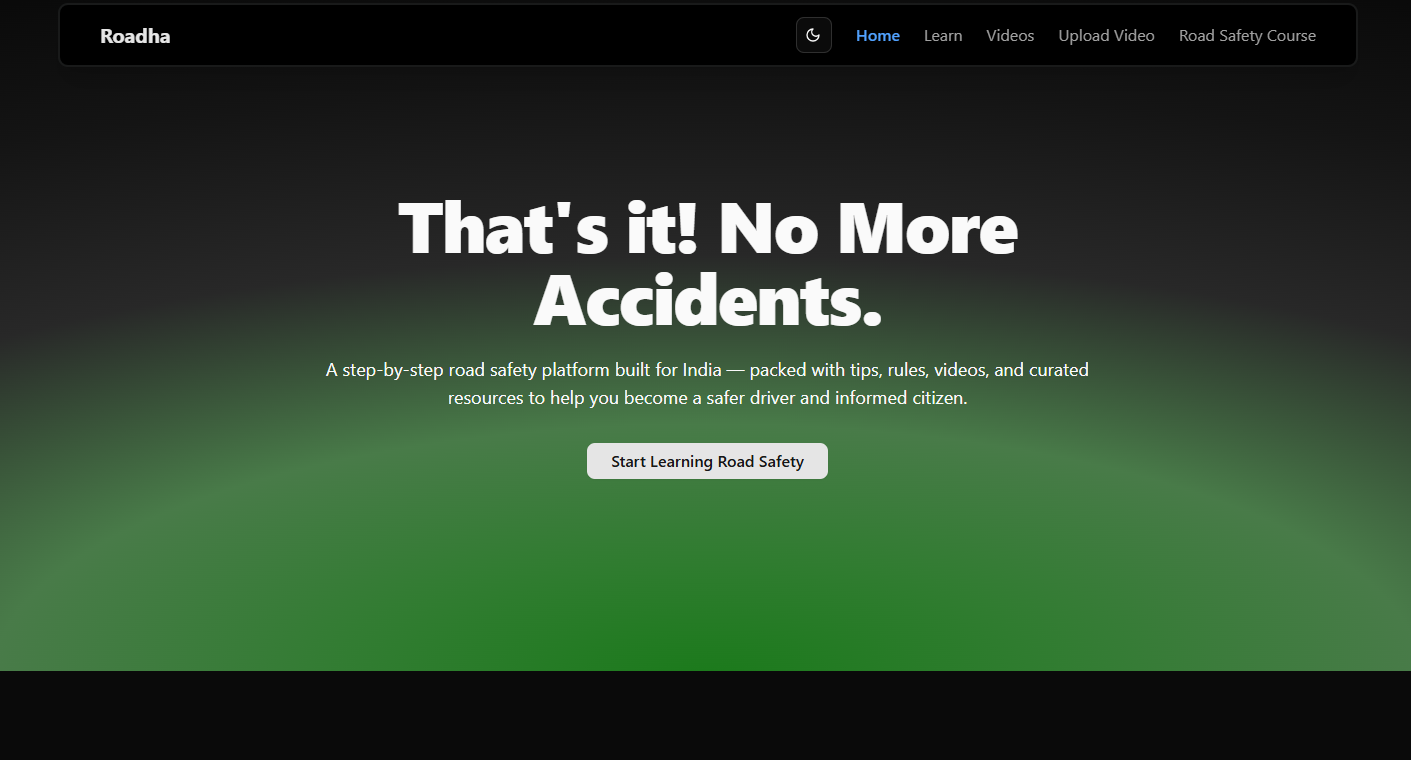 Roadha
Home Learn Videos Upload Video Road Safety Course
That's it! No More
Accidents.
A step-by-step road safety platform built for India — packed with tips, rules, videos, and curated
resources to help you become a safer driver and informed citizen.
Start Learning Road Safety